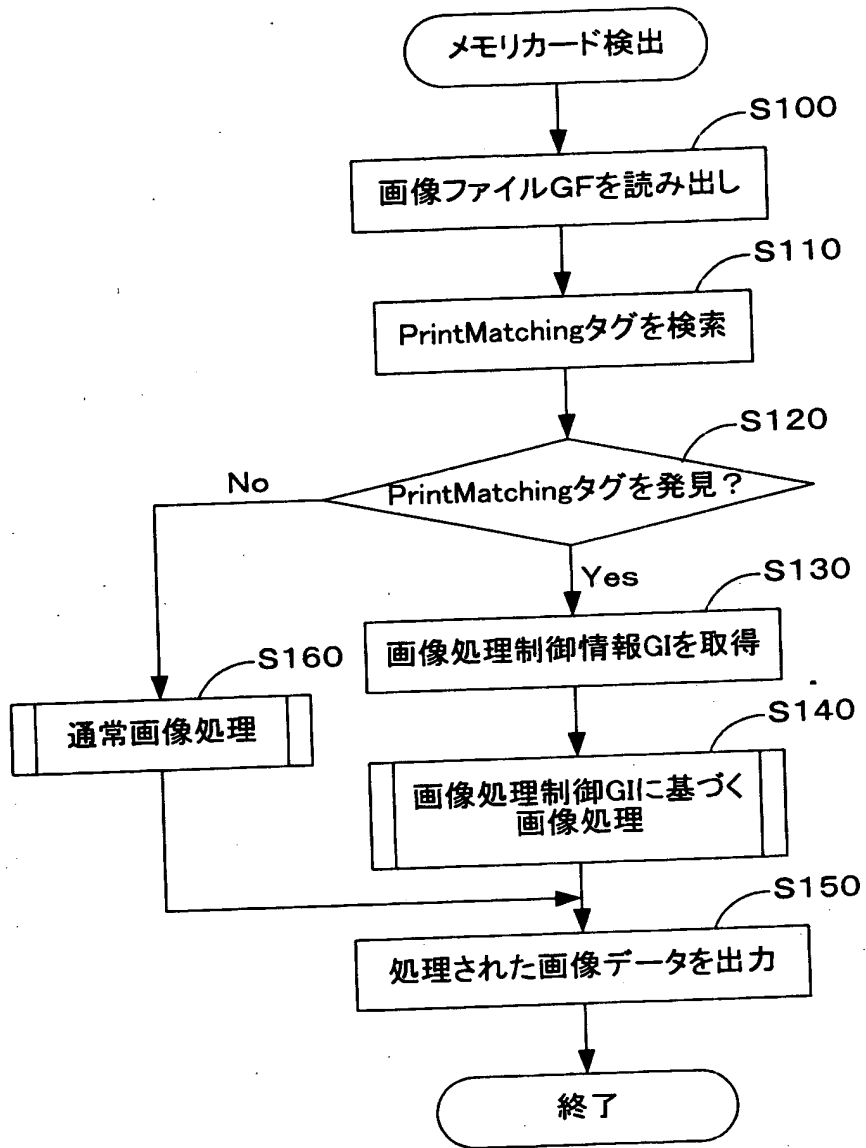 メモリカード検出
S100
画像ファイルGFを読み出し
S110
PrintMatchingタグを検索
S120
PrintMatchingタグを発見？
No
Yes
S130
画像処理制御情報GIを取得
S160
通常画像処理
S140
画像処理制御GIに基づく
画像処理
S150
処理された画像データを出力
終了